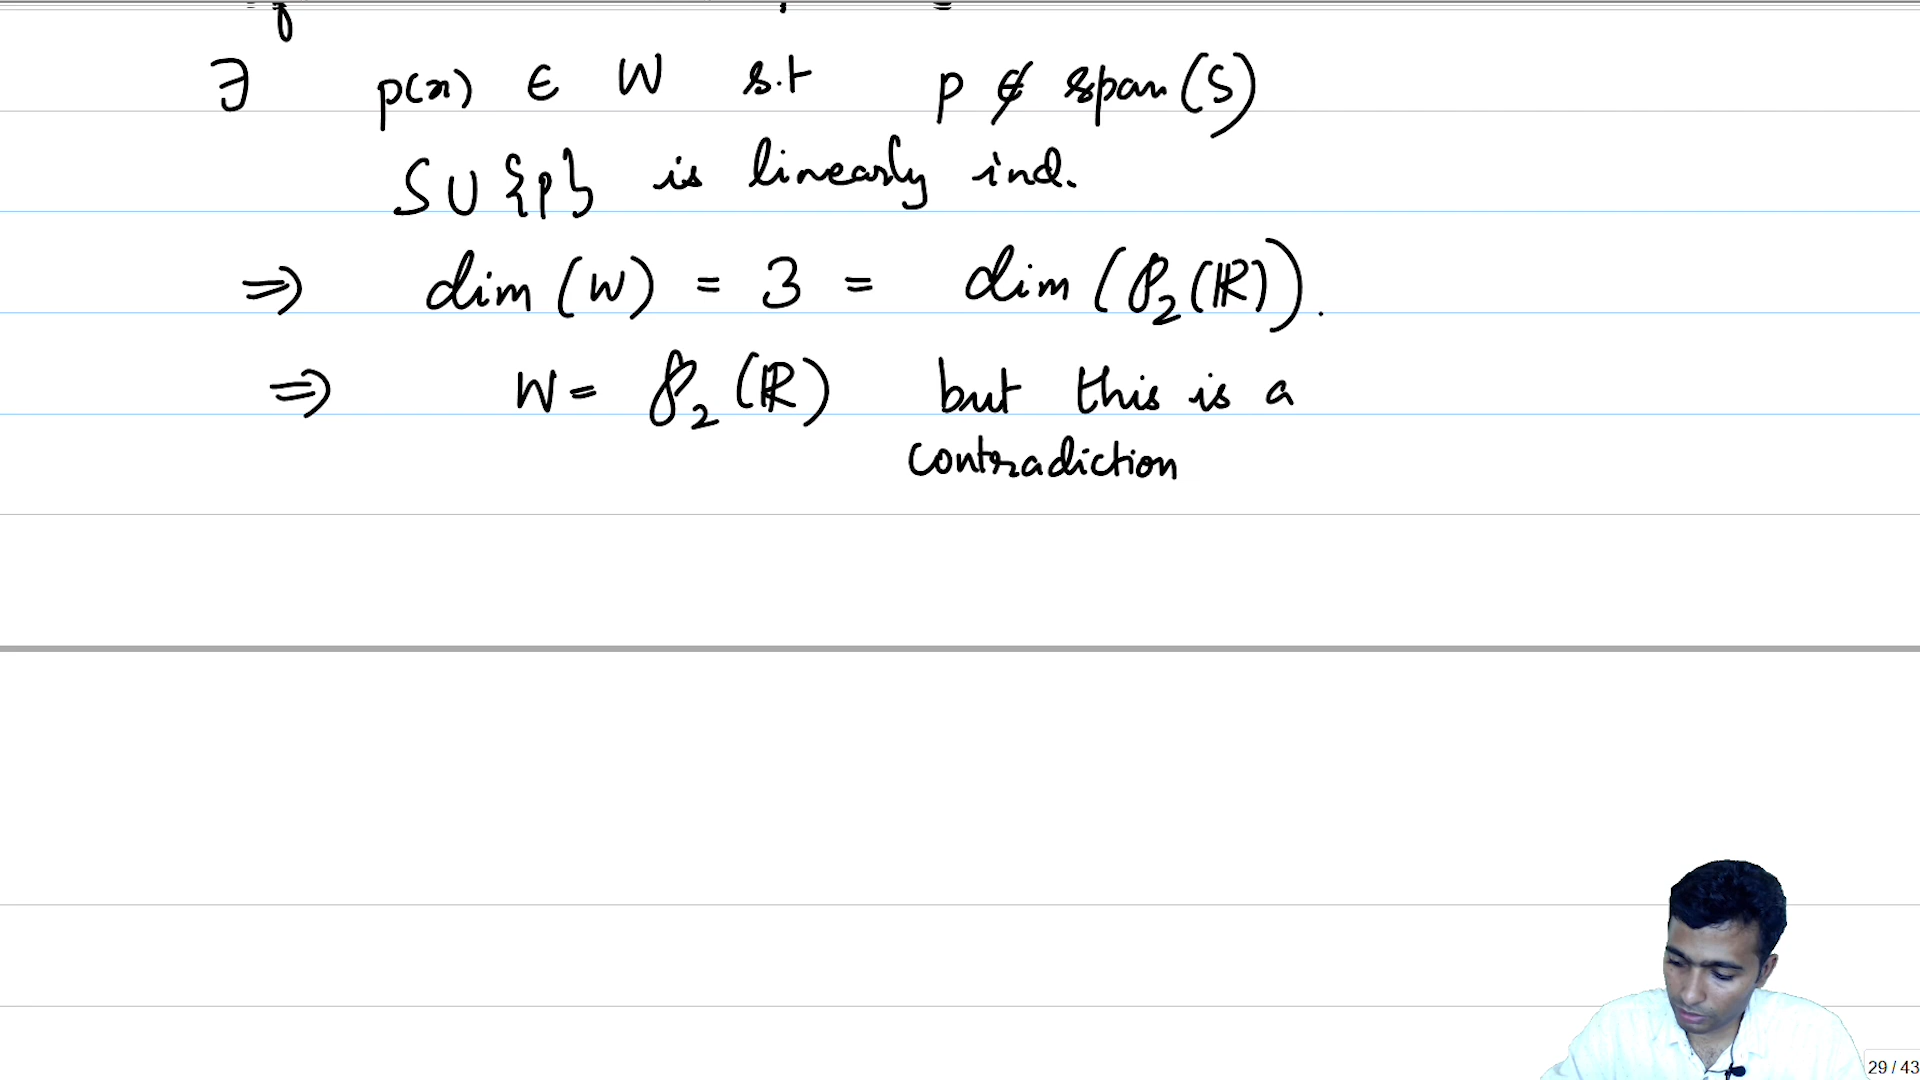 ∃ p(x) ∈ W s.t p ∉ span(S)
S ∪ {p} is linearly ind.
⇒ dim(W) = 3 = dim(P₂(ℝ)).
⇒ W = P₂(ℝ) but this is a
contradiction
29 / 43